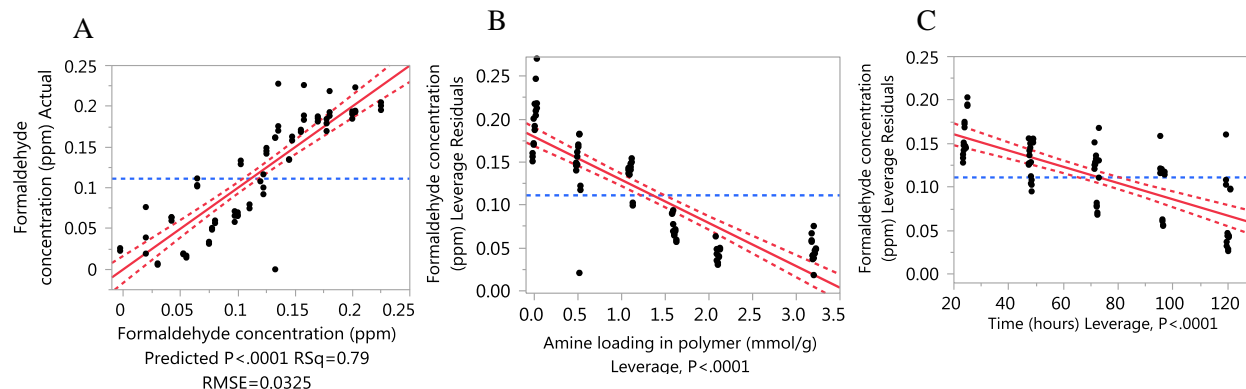 A
Formaldehyde
concentration (ppm) Actual
0.25
0.20
0.15
0.1
0.05
0
0
0.05
0.1
0.15
0.20
0.25
Formaldehyde concentration (ppm)
Predicted P<.0001 RSq=0.79
RMSE=0.0325
B
Formaldehyde concentration
(ppm) Leverage Residuals
0.25
0.20
0.15
0.10
0.05
0.00
0.0
0.5
1.0
1.5
2.0
2.5
3.0
3.5
Amine loading in polymer (mmol/g)
Leverage, P<.0001
C
Formaldehyde concentration
(ppm) Leverage Residuals
0.25
0.20
0.15
0.10
0.05
0.00
20
40
60
80
100
120
Time (hours) Leverage, P<.0001